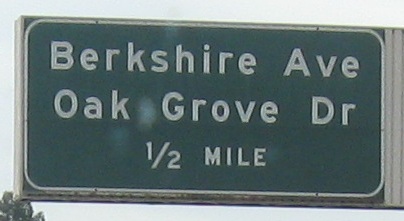 Berkshire Ave
Oak Grove Dr
1/2 MILE